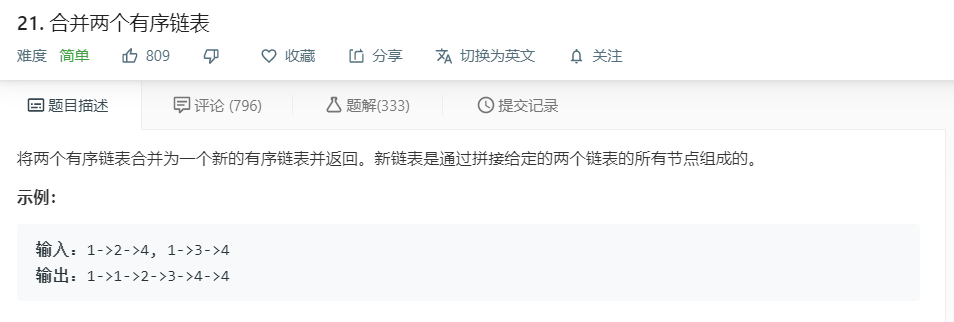 21. 合并两个有序链表
难度 简单 809 收藏 分享 切换为英文 关注
题目描述 评论 (796) 题解(333) 提交记录
将两个有序链表合并为一个新的有序链表并返回。新链表是通过拼接给定的两个链表的所有节点组成的。
示例：
输入：1->2->4, 1->3->4
输出：1->1->2->3->4->4